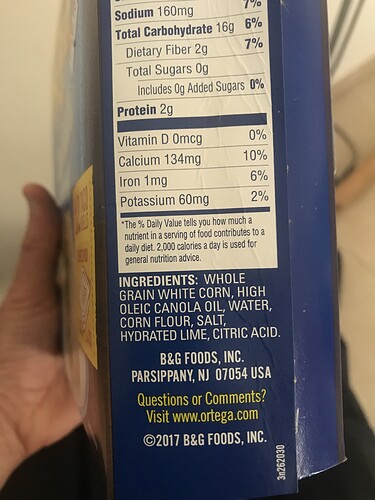 7%
Sodium 160mg
Total Carbohydrate 16g 6%
Dietary Fiber 2g 7%
Total Sugars 0g
Includes 0g Added Sugars 0%
Protein 2g
Vitamin D 0mcg 0%
Calcium 134mg 10%
Iron 1mg 6%
Potassium 60mg 2%
*The % Daily Value tells you how much a
nutrient in a serving of food contributes to a
daily diet. 2,000 calories a day is used for
general nutrition advice.
INGREDIENTS: WHOLE
GRAIN WHITE CORN, HIGH
OLEIC CANOLA OIL, WATER,
CORN FLOUR, SALT,
HYDRATED LIME, CITRIC ACID.
B&G FOODS, INC.
PARSIPPANY, NJ 07054 USA
Questions or Comments?
Visit www.ortega.com
©2017 B&G FOODS, INC.
3n262030